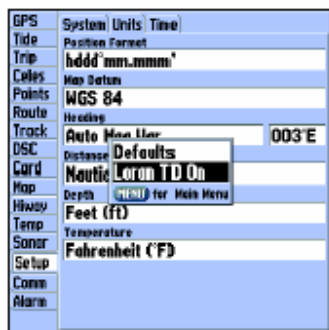 GPS
Tide
Trip
Celes
Points
Route
Track
DSC
Card
Map
Hiway
Temp
Sonar
Setup
Comm
Alarm
System Units Time
Position Format
hddd°mm.mmm'
Map Datum
WGS 84
Heading
Auto Mag Var 003°E
Distance
Nautic
Defaults
Loran TD On
MENU for Main Menu
Depth
Feet (ft)
Temperature
Fahrenheit (°F)